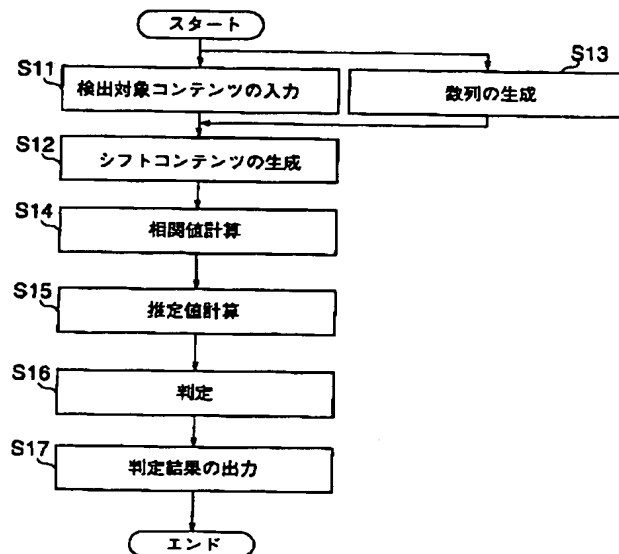 スタート
S11
検出対象コンテンツの入力
S13
数列の生成
S12
シフトコンテンツの生成
S14
相関値計算
S15
推定値計算
S16
判定
S17
判定結果の出力
エンド